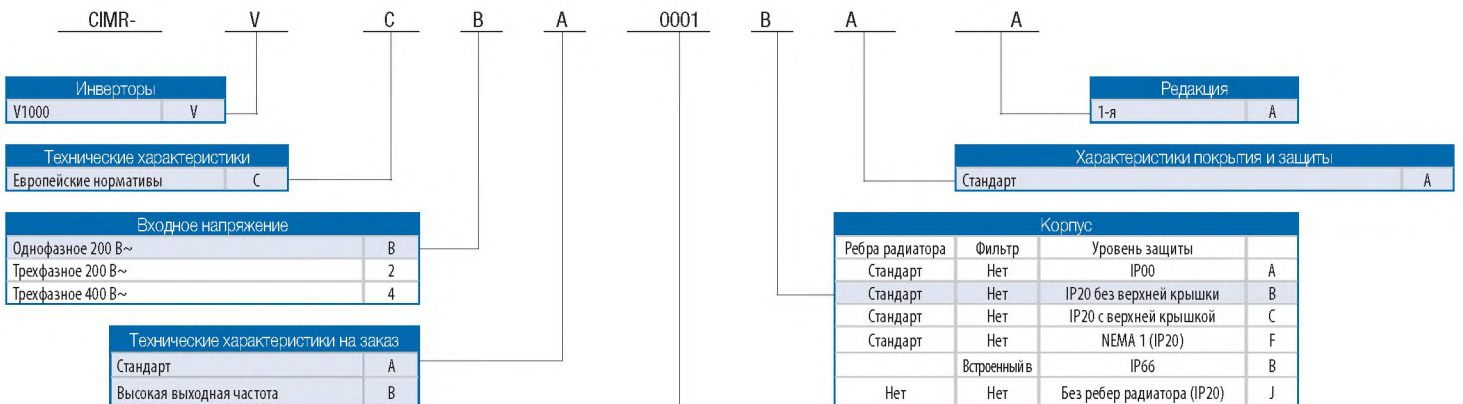 CIMR- V C B A 0001 B A A
Инверторы
V1000 V
Редакция
1-я A
Технические характеристики
Европейские нормативы C
Характеристики покрытия и защиты
Стандарт A
Входное напряжение
Однофазное 200 В~ B
Трехфазное 200 В~ 2
Трехфазное 400 В~ 4
Корпус
Ребра радиатора Фильтр Уровень защиты
Стандарт Нет IP00 A
Стандарт Нет IP20 без верхней крышки B
Стандарт Нет IP20 с верхней крышкой C
Стандарт Нет NEMA 1 (IP20) F
Встроенный в IP66 B
Нет Нет Без ребер радиатора (IP20) J
Технические характеристики на заказ
Стандарт A
Высокая выходная частота B